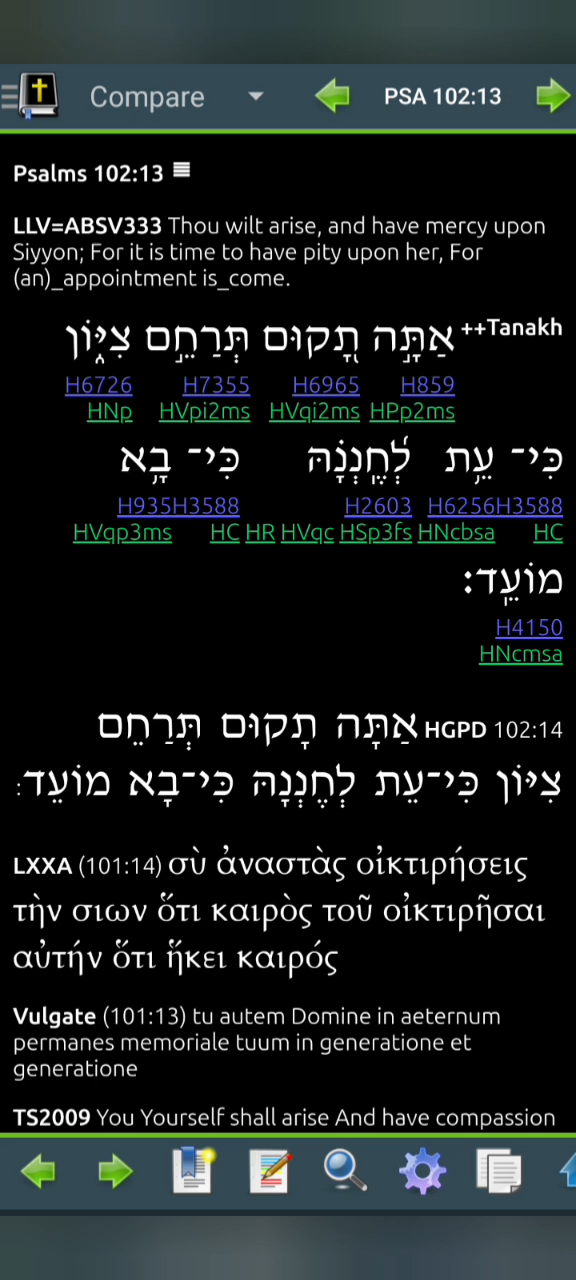 Compare
PSA 102:13
Psalms 102:13
LLV=ABSV333 Thou wilt arise, and have mercy upon
Siyyon; For it is time to have pity upon her, For
(an)_appointment is_come.
++Tanakh אַתָּ֣ה תָ֭קוּם תְּרַחֵ֣ם צִיּ֑וֹן
H6726 H7355 H6965 H859
HNp HVpi2ms HVqi2ms HPp2ms
כִּי־ עֵ֥ת לְ֝חֶֽנְנָ֗הּ כִּי־ בָ֥א
H935H3588 H2603 H6256H3588
HVqp3ms HC HR HVqc HSp3fs HNcbsa HC
מוֹעֵֽד׃
H4150
HNcmsa
HGPD 102:14 אַתָּה תָקוּם תְּרַחֵם
צִיּוֹן כִּי־עֵת לְחֶנְנָהּ כִּי־בָא מוֹעֵד׃
LXXA (101:14) σὺ ἀναστὰς οἰκτιρήσεις
τὴν σιων ὅτι καιρὸς τοῦ οἰκτιρῆσαι
αὐτήν ὅτι ἥκει καιρός
Vulgate (101:13) tu autem Domine in aeternum
permanes memoriale tuum in generatione et
generatione
TS2009 You Yourself shall arise And have compassion